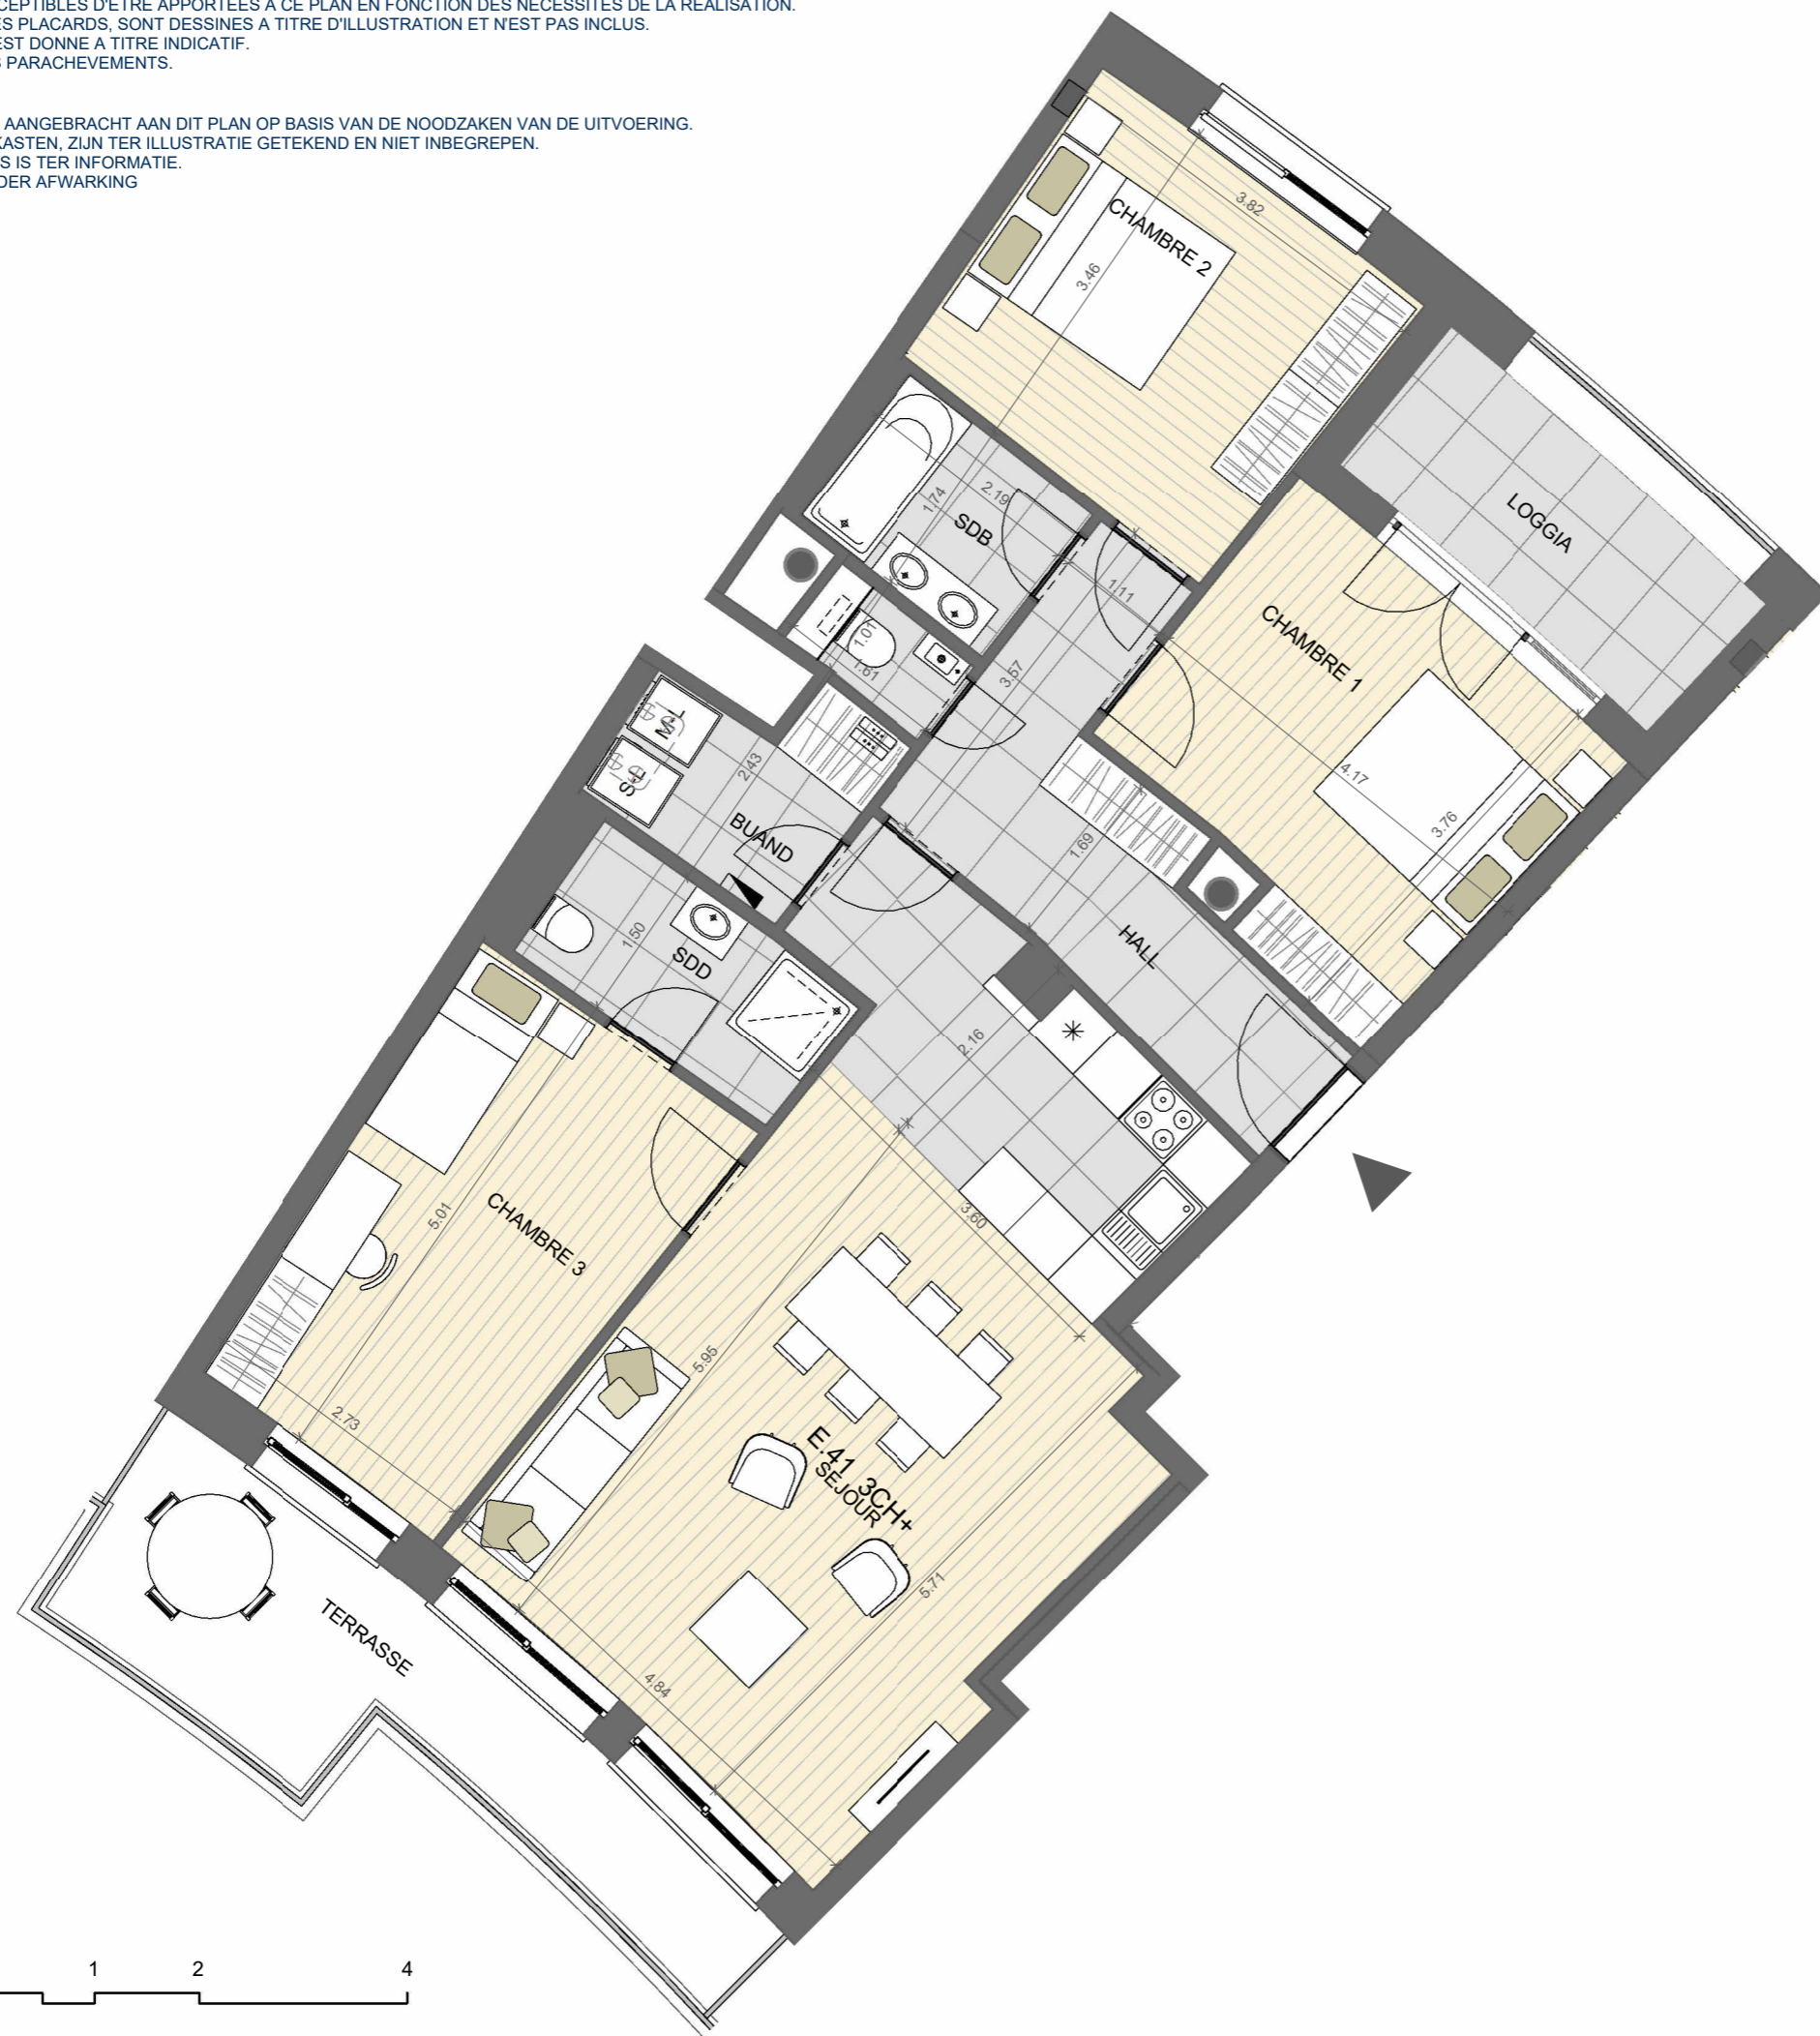 CEPTIBLES D'ETRE APPORTEES A CE PLAN EN FONCTION DES NECESSITES DE LA REALISATION.
ES PLACARDS, SONT DESSINES A TITRE D'ILLUSTRATION ET N'EST PAS INCLUS.
EST DONNE A TITRE INDICATIF.
S PARACHEVEMENTS.
AANGEBRACHT AAN DIT PLAN OP BASIS VAN DE NOODZAKEN VAN DE UITVOERING.
KASTEN, ZIJN TER ILLUSTRATIE GETEKEND EN NIET INBEGREPEN.
S IS TER INFORMATIE.
DER AFWARKING
3.82
CHAMBRE 2
3.46
LOGGIA
2.19
1.74
SDB
1.11
CHAMBRE 1
1.01
1.61
3.57
M-L
2.43
4.17
S-L
BUAND
1.69
3.76
1.50
HALL
SDD
2.16
CHAMBRE 3
5.01
3.60
5.95
2.73
E.41_3CH+
SEJOUR
5.71
TERRASSE
4.84
1
2
4